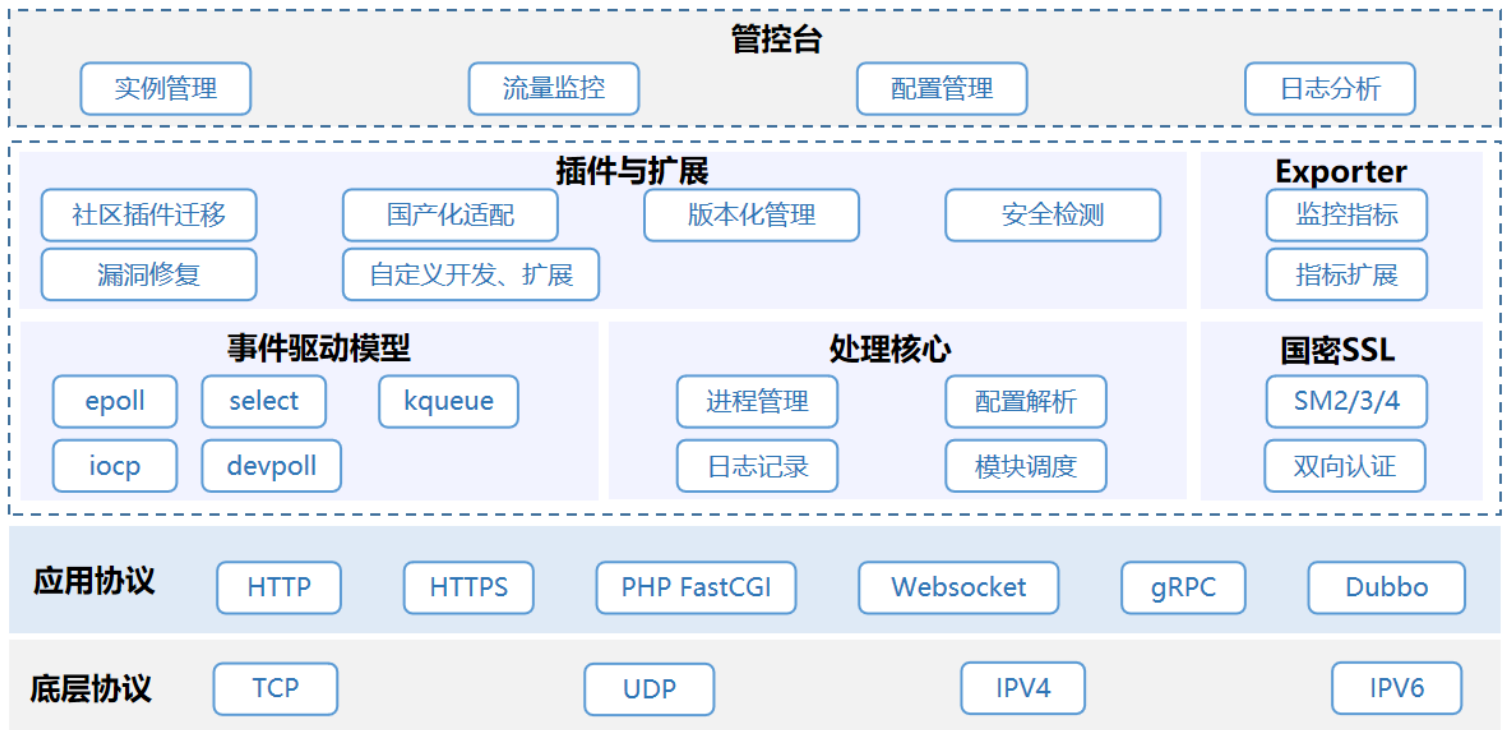 管控台
实例管理 流量监控 配置管理 日志分析
插件与扩展
社区插件迁移 国产化适配 版本化管理 安全检测
漏洞修复 自定义开发、扩展
Exporter
监控指标
指标扩展
事件驱动模型
epoll select kqueue
iocp devpoll
处理核心
进程管理 配置解析
日志记录 模块调度
国密SSL
SM2/3/4
双向认证
应用协议 HTTP HTTPS PHP FastCGI Websocket gRPC Dubbo
底层协议 TCP UDP IPV4 IPV6